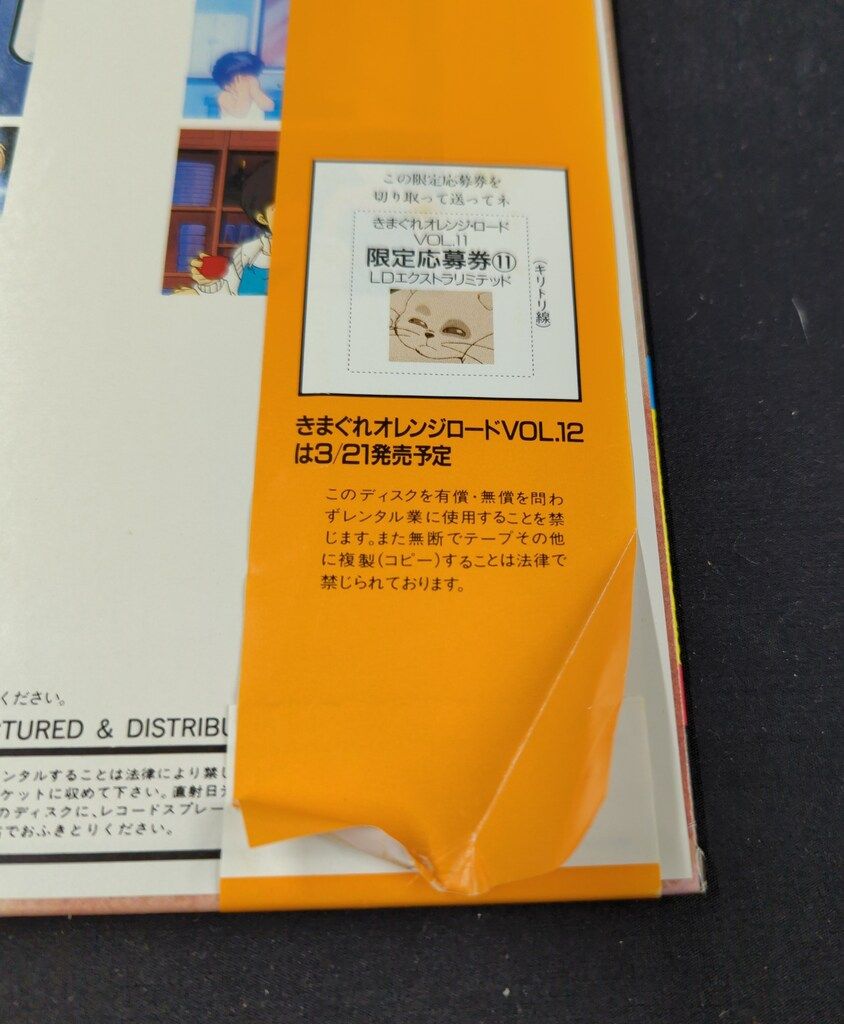 この限定応募券を
切り取って送ってネ
きまぐれオレンジ・ロード
VOL.11
限定応募券⑪
LDエクストラリミテッド
(キリトリ線)
きまぐれオレンジロードVOL.12
は3/21発売予定
このディスクを有償・無償を問わ
ずレンタル業に使用することを禁
じます。また無断でテープその他
に複製(コピー)することは法律で
禁じられております。
ください。
TURED & DISTRIBU
ンタルすることは法律により禁じ
ケットに収めて下さい。直射日光
のディスクに、レコードスプレー
でおふきとりください。